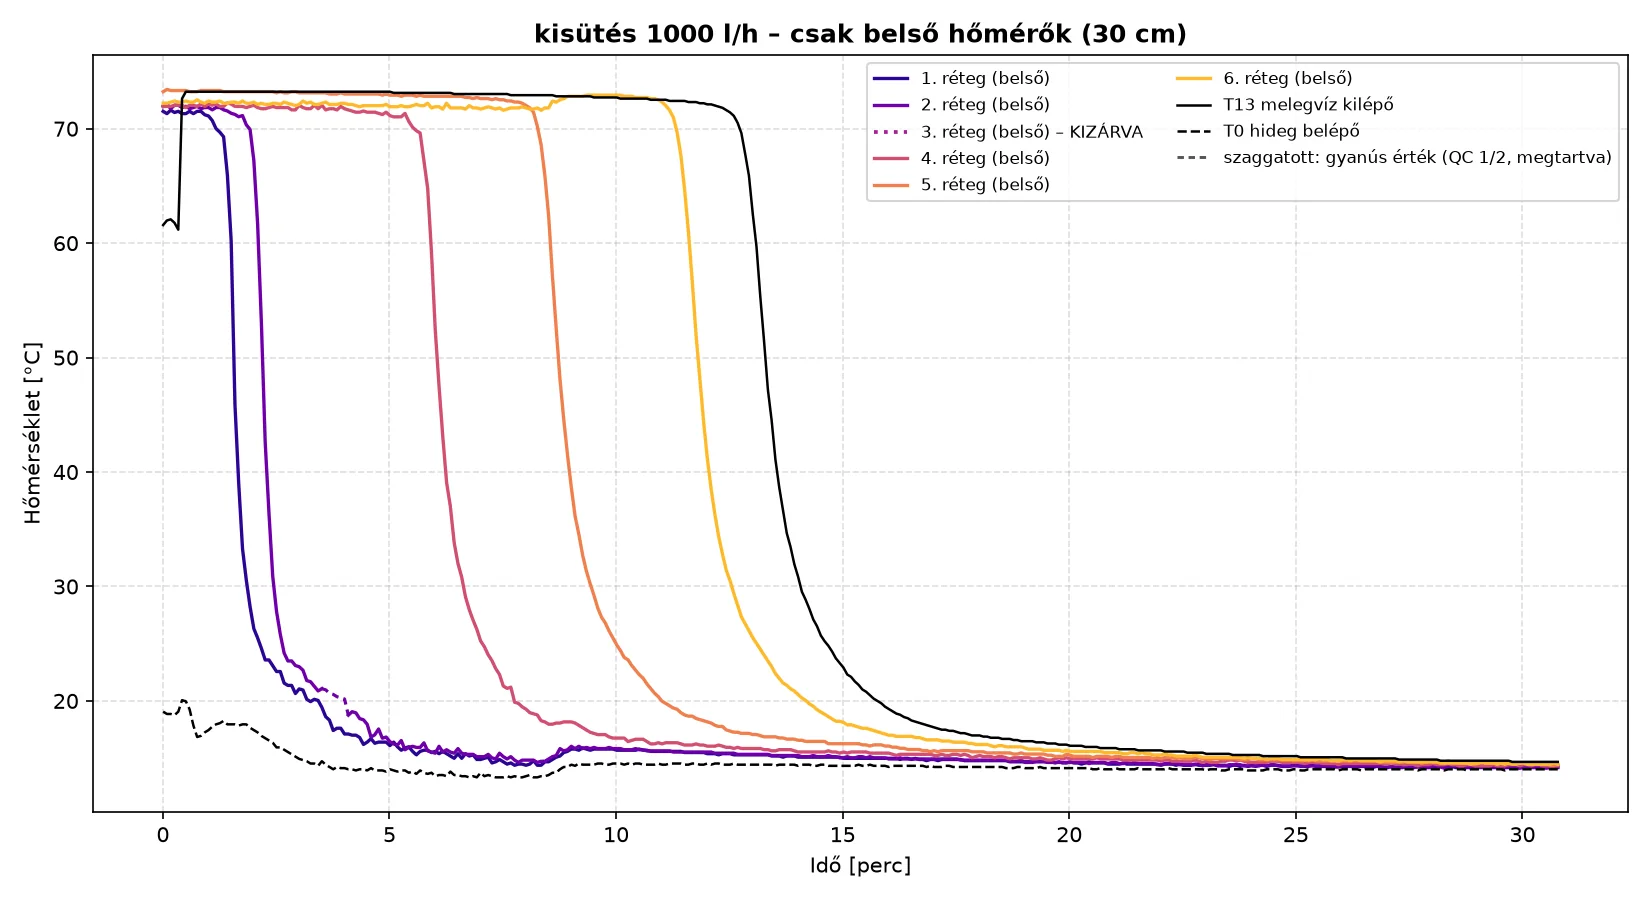 kisütés 1000 l/h – csak belső hőmérők (30 cm)
1. réteg (belső)
2. réteg (belső)
3. réteg (belső) – KIZÁRVA
4. réteg (belső)
5. réteg (belső)
6. réteg (belső)
T13 melegvíz kilépő
T0 hideg belépő
szaggatott: gyanús érték (QC 1/2, megtartva)
Hőmérséklet [°C]
70
60
50
40
30
20
0 5 10 15 20 25 30
Idő [perc]